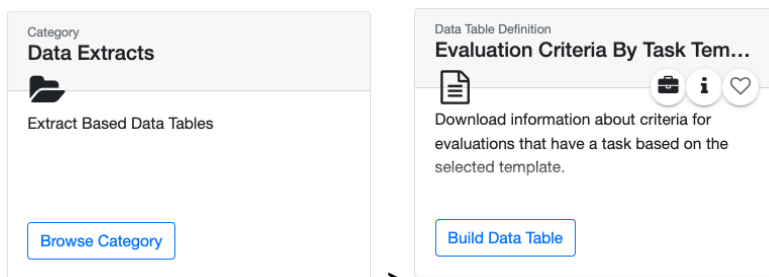 Category
Data Extracts
Extract Based Data Tables
Browse Category
Data Table Definition
Evaluation Criteria By Task Tem...
Download information about criteria for
evaluations that have a task based on the
selected template.
Build Data Table